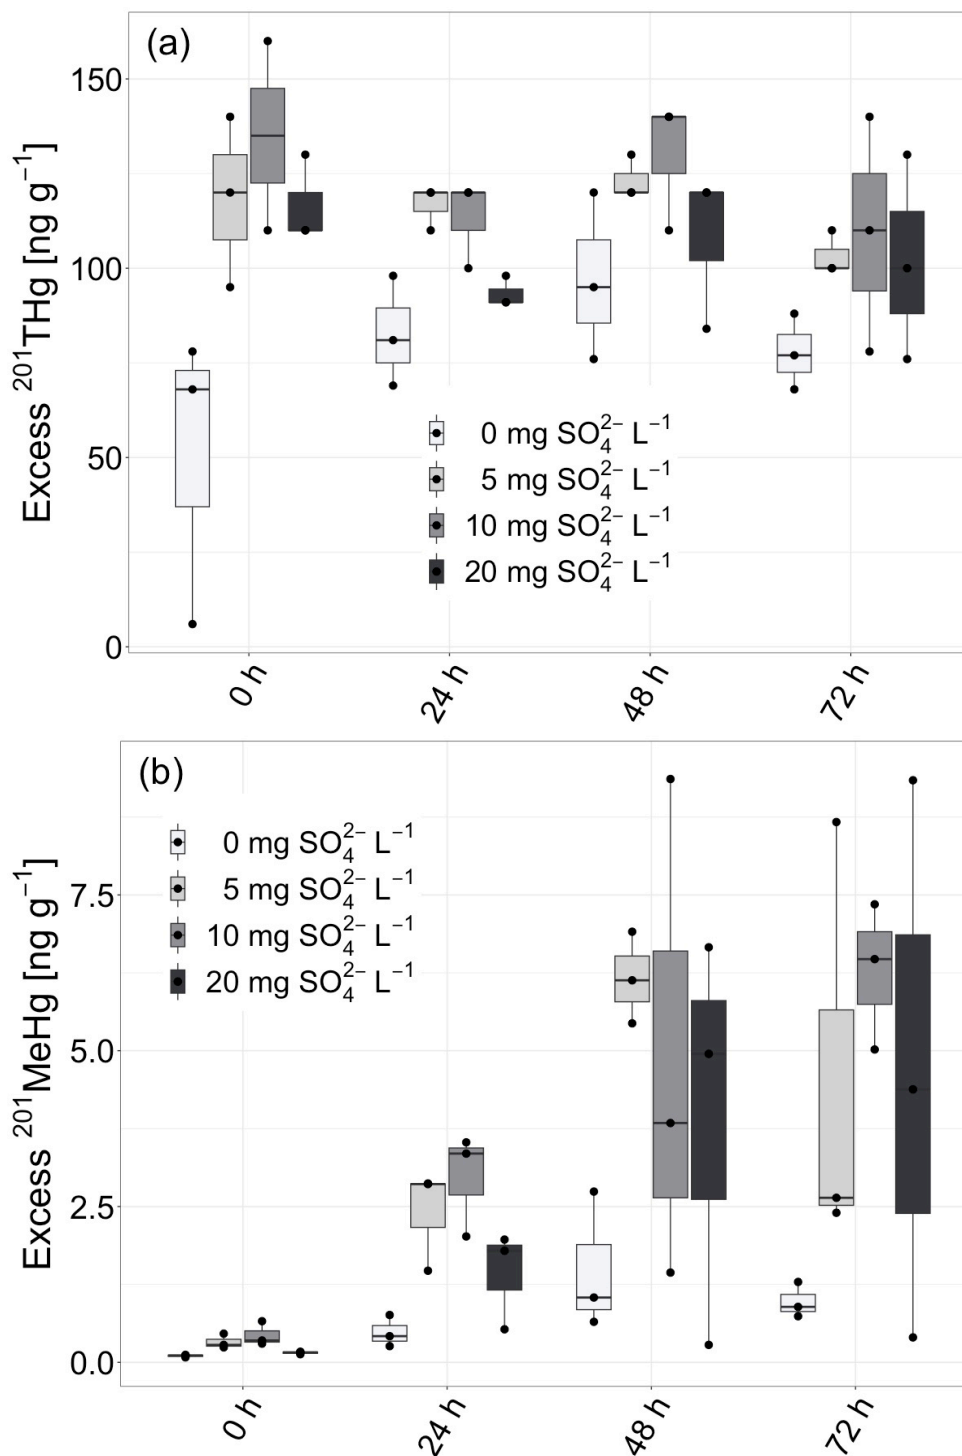 (a)
Excess ²⁰¹THg [ng g⁻¹]
150
100
50
0
0 mg SO₄²⁻ L⁻¹
5 mg SO₄²⁻ L⁻¹
10 mg SO₄²⁻ L⁻¹
20 mg SO₄²⁻ L⁻¹
0 h
24 h
48 h
72 h
(b)
Excess ²⁰¹MeHg [ng g⁻¹]
0 mg SO₄²⁻ L⁻¹
5 mg SO₄²⁻ L⁻¹
10 mg SO₄²⁻ L⁻¹
20 mg SO₄²⁻ L⁻¹
7.5
5.0
2.5
0.0
0 h
24 h
48 h
72 h